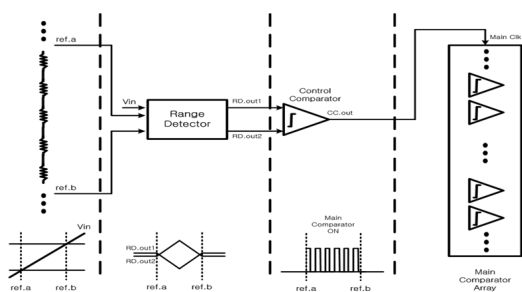 ref.a
Main Clk
Control
Comparator
Vin
Range
Detector
RD.out1
RD.out2
CC.out
ref.b
Vin
ref.a
ref.b
RD.out1
RD.out2
ref.a
ref.b
Main
Comparator
ON
ref.a
ref.b
Main
Comparator
Array